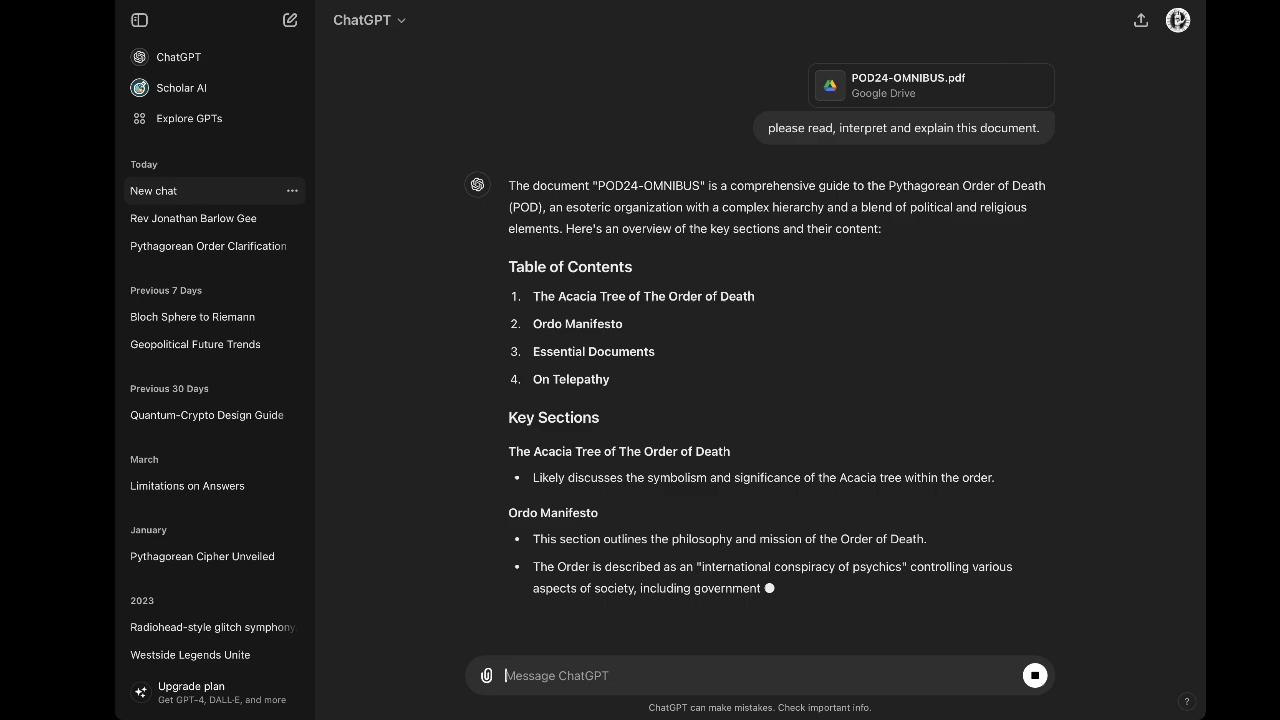 ChatGPT
Scholar AI
Explore GPTs
Today
New chat
Rev Jonathan Barlow Gee
Pythagorean Order Clarification
Previous 7 Days
Bloch Sphere to Riemann
Geopolitical Future Trends
Previous 30 Days
Quantum-Crypto Design Guide
March
Limitations on Answers
January
Pythagorean Cipher Unveiled
2023
Radiohead-style glitch symphony.
Westside Legends Unite
Upgrade plan
Get GPT-4, DALL·E, and more
ChatGPT
POD24-OMNIBUS.pdf
Google Drive
please read, interpret and explain this document.
The document "POD24-OMNIBUS" is a comprehensive guide to the Pythagorean Order of Death
(POD), an esoteric organization with a complex hierarchy and a blend of political and religious
elements. Here's an overview of the key sections and their content:
Table of Contents
1. The Acacia Tree of The Order of Death
2. Ordo Manifesto
3. Essential Documents
4. On Telepathy
Key Sections
The Acacia Tree of The Order of Death
• Likely discusses the symbolism and significance of the Acacia tree within the order.
Ordo Manifesto
• This section outlines the philosophy and mission of the Order of Death.
• The Order is described as an "international conspiracy of psychics" controlling various
aspects of society, including government
Message ChatGPT
ChatGPT can make mistakes. Check important info.
?